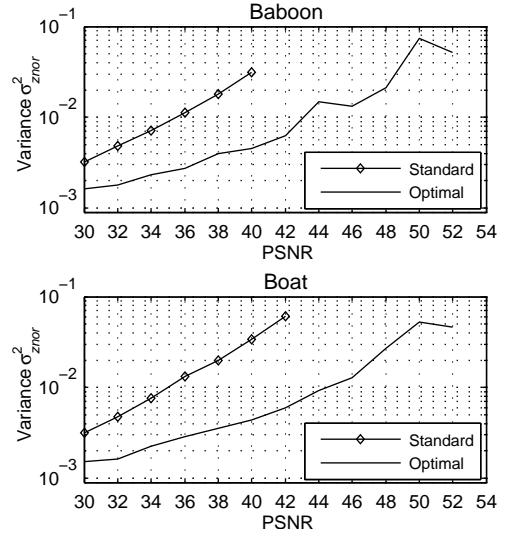 Baboon
Variance σ²znor
10⁻¹
10⁻²
10⁻³
30 32 34 36 38 40 42 44 46 48 50 52 54
PSNR
Standard
Optimal
Boat
Variance σ²znor
10⁻¹
10⁻²
10⁻³
30 32 34 36 38 40 42 44 46 48 50 52 54
PSNR
Standard
Optimal